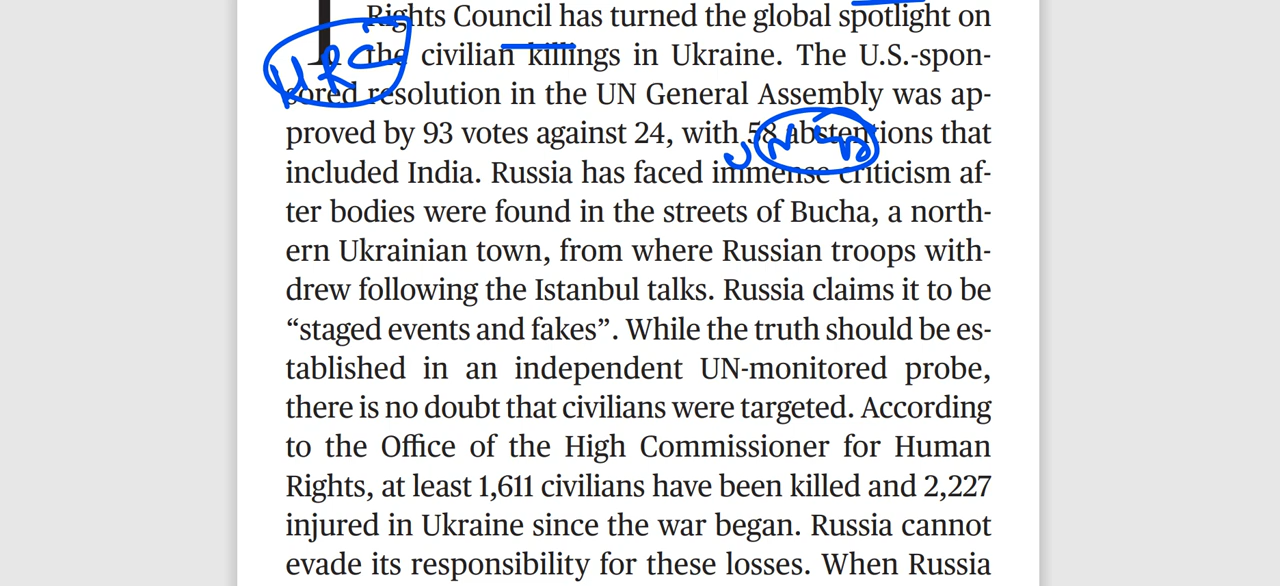 Rights Council has turned the global spotlight on
the civilian killings in Ukraine. The U.S.-spon-
sored resolution in the UN General Assembly was ap-
proved by 93 votes against 24, with 58 abstentions that
included India. Russia has faced immense criticism af-
ter bodies were found in the streets of Bucha, a north-
ern Ukrainian town, from where Russian troops with-
drew following the Istanbul talks. Russia claims it to be
“staged events and fakes”. While the truth should be es-
tablished in an independent UN-monitored probe,
there is no doubt that civilians were targeted. According
to the Office of the High Commissioner for Human
Rights, at least 1,611 civilians have been killed and 2,227
injured in Ukraine since the war began. Russia cannot
evade its responsibility for these losses. When Russia